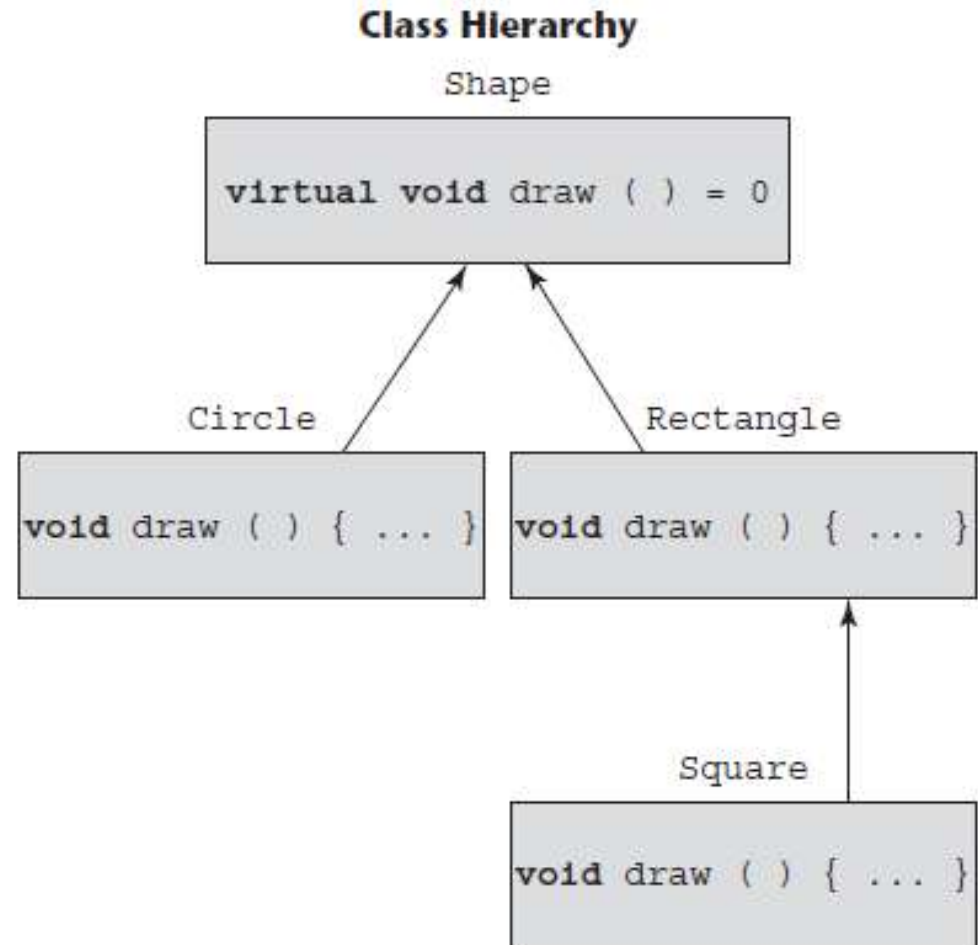 Class Hierarchy
Shape
virtual void draw ( ) = 0
Circle
Rectangle
void draw ( ) { ... }
void draw ( ) { ... }
Square
void draw ( ) { ... }